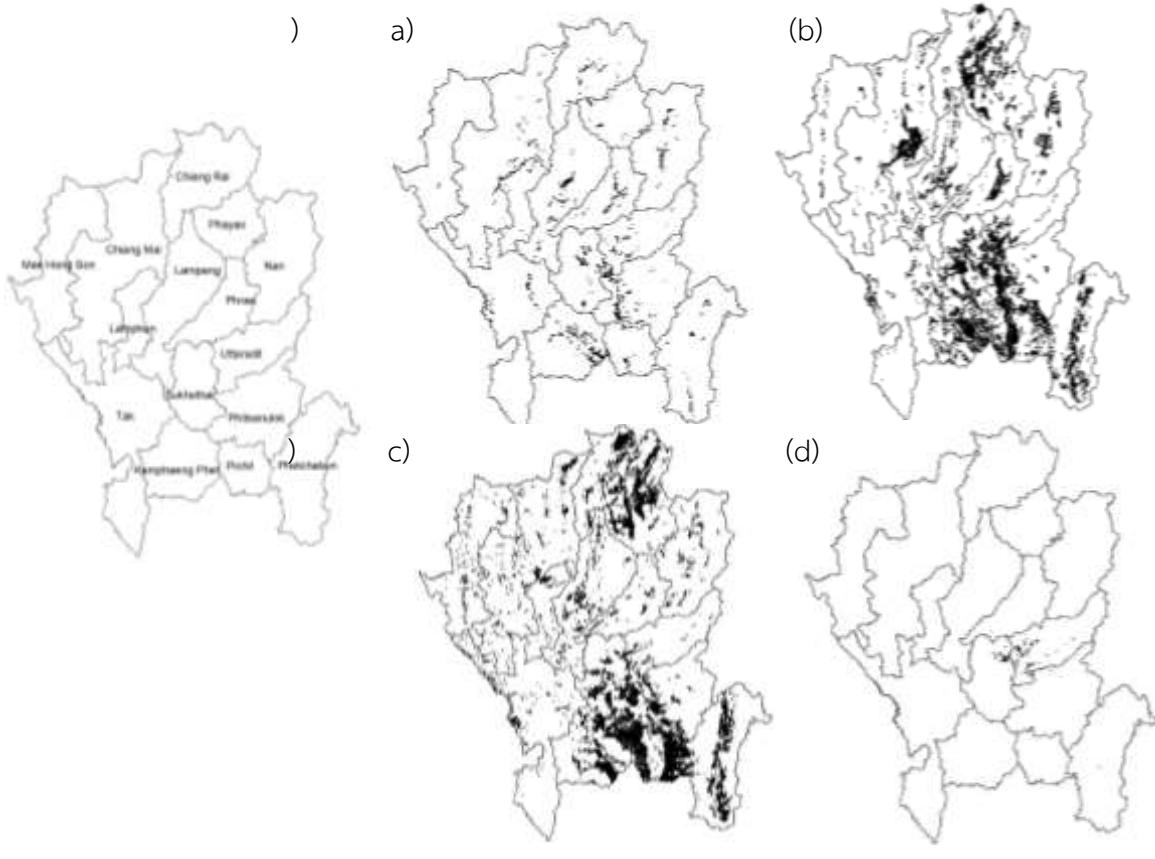 ) a) (b)
Chiang Rai
Phayao
Chiang Mai
Mae Hong Son
Lampang
Nan
Phrae
Lamphun
Uttaradit
Sukhothai
Tak
Phitsanulok
) c) (d)
Kamphaeng Phet
Pichit
Phetchabun